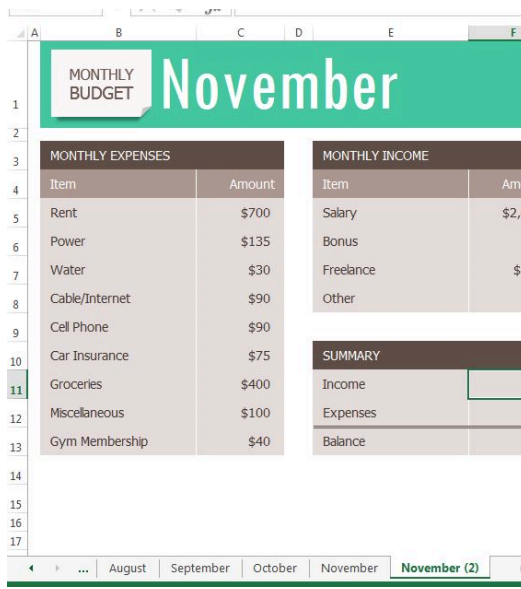 A B C D E F
1 MONTHLY BUDGET November
2
3 MONTHLY EXPENSES MONTHLY INCOME
4 Item Amount Item Am
5 Rent $700 Salary $2,
6 Power $135 Bonus
7 Water $30 Freelance $
8 Cable/Internet $90 Other
9 Cell Phone $90
10 Car Insurance $75 SUMMARY
11 Groceries $400 Income
12 Miscellaneous $100 Expenses
13 Gym Membership $40 Balance
14
15
16
17
... August September October November November (2)